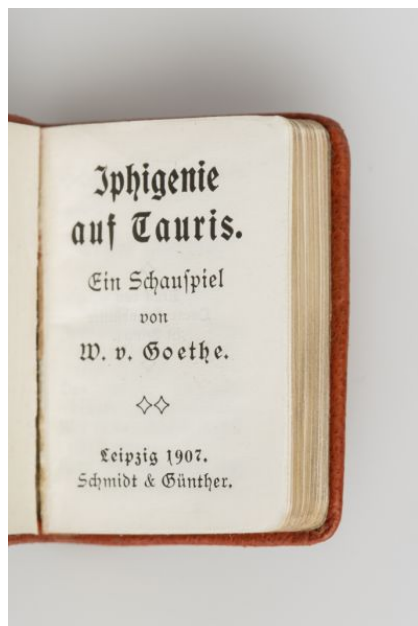 Iphigenie
auf Tauris.
Ein Schauſpiel
von
W. v. Goethe.
Leipzig 1907.
Schmidt & Günther.